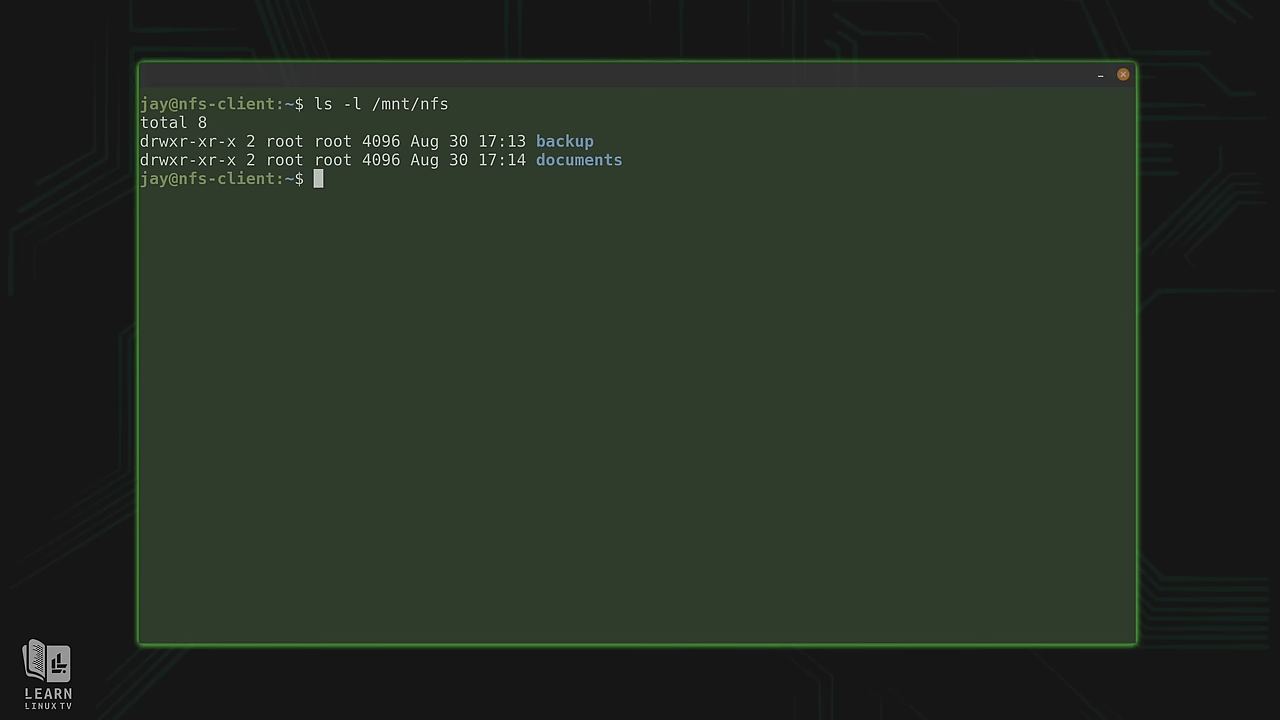 jay@nfs-client:~$ ls -l /mnt/nfs
total 8
drwxr-xr-x 2 root root 4096 Aug 30 17:13 backup
drwxr-xr-x 2 root root 4096 Aug 30 17:14 documents
jay@nfs-client:~$
LEARN
LINUX TV